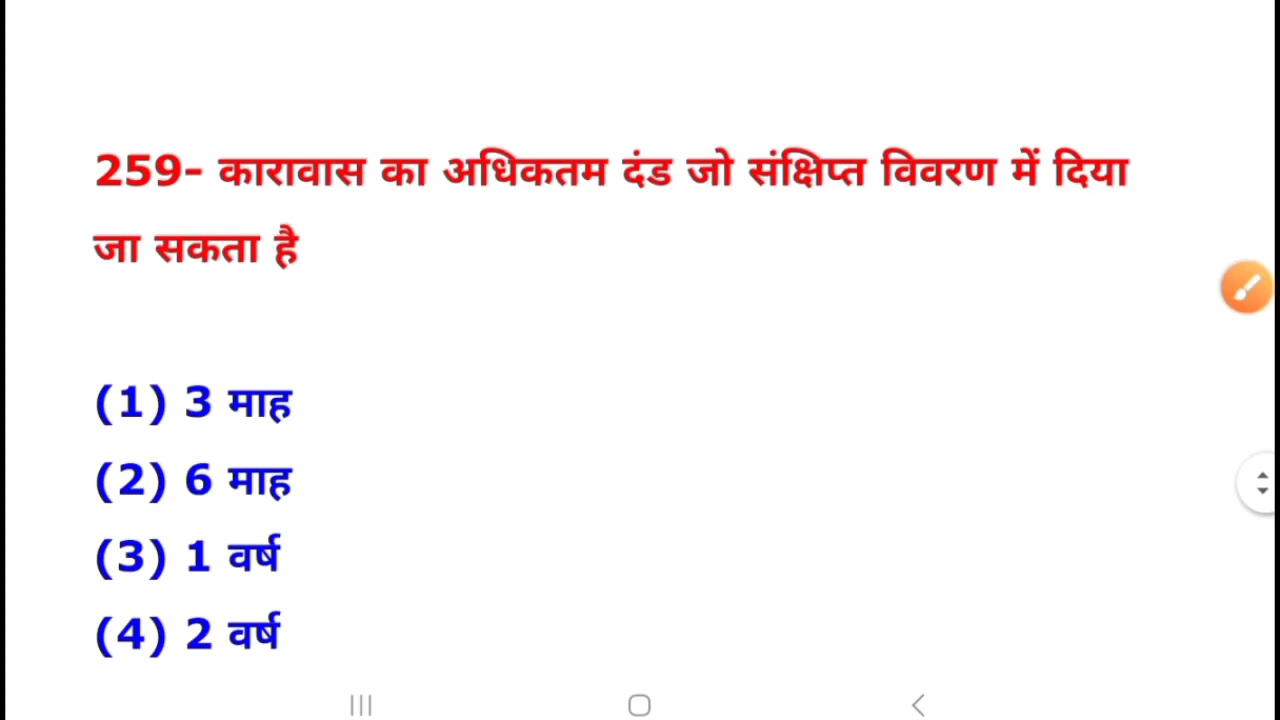 259- कारावास का अधिकतम दंड जो संक्षिप्त विवरण में दिया
जा सकता है
(1) 3 माह
(2) 6 माह
(3) 1 वर्ष
(4) 2 वर्ष